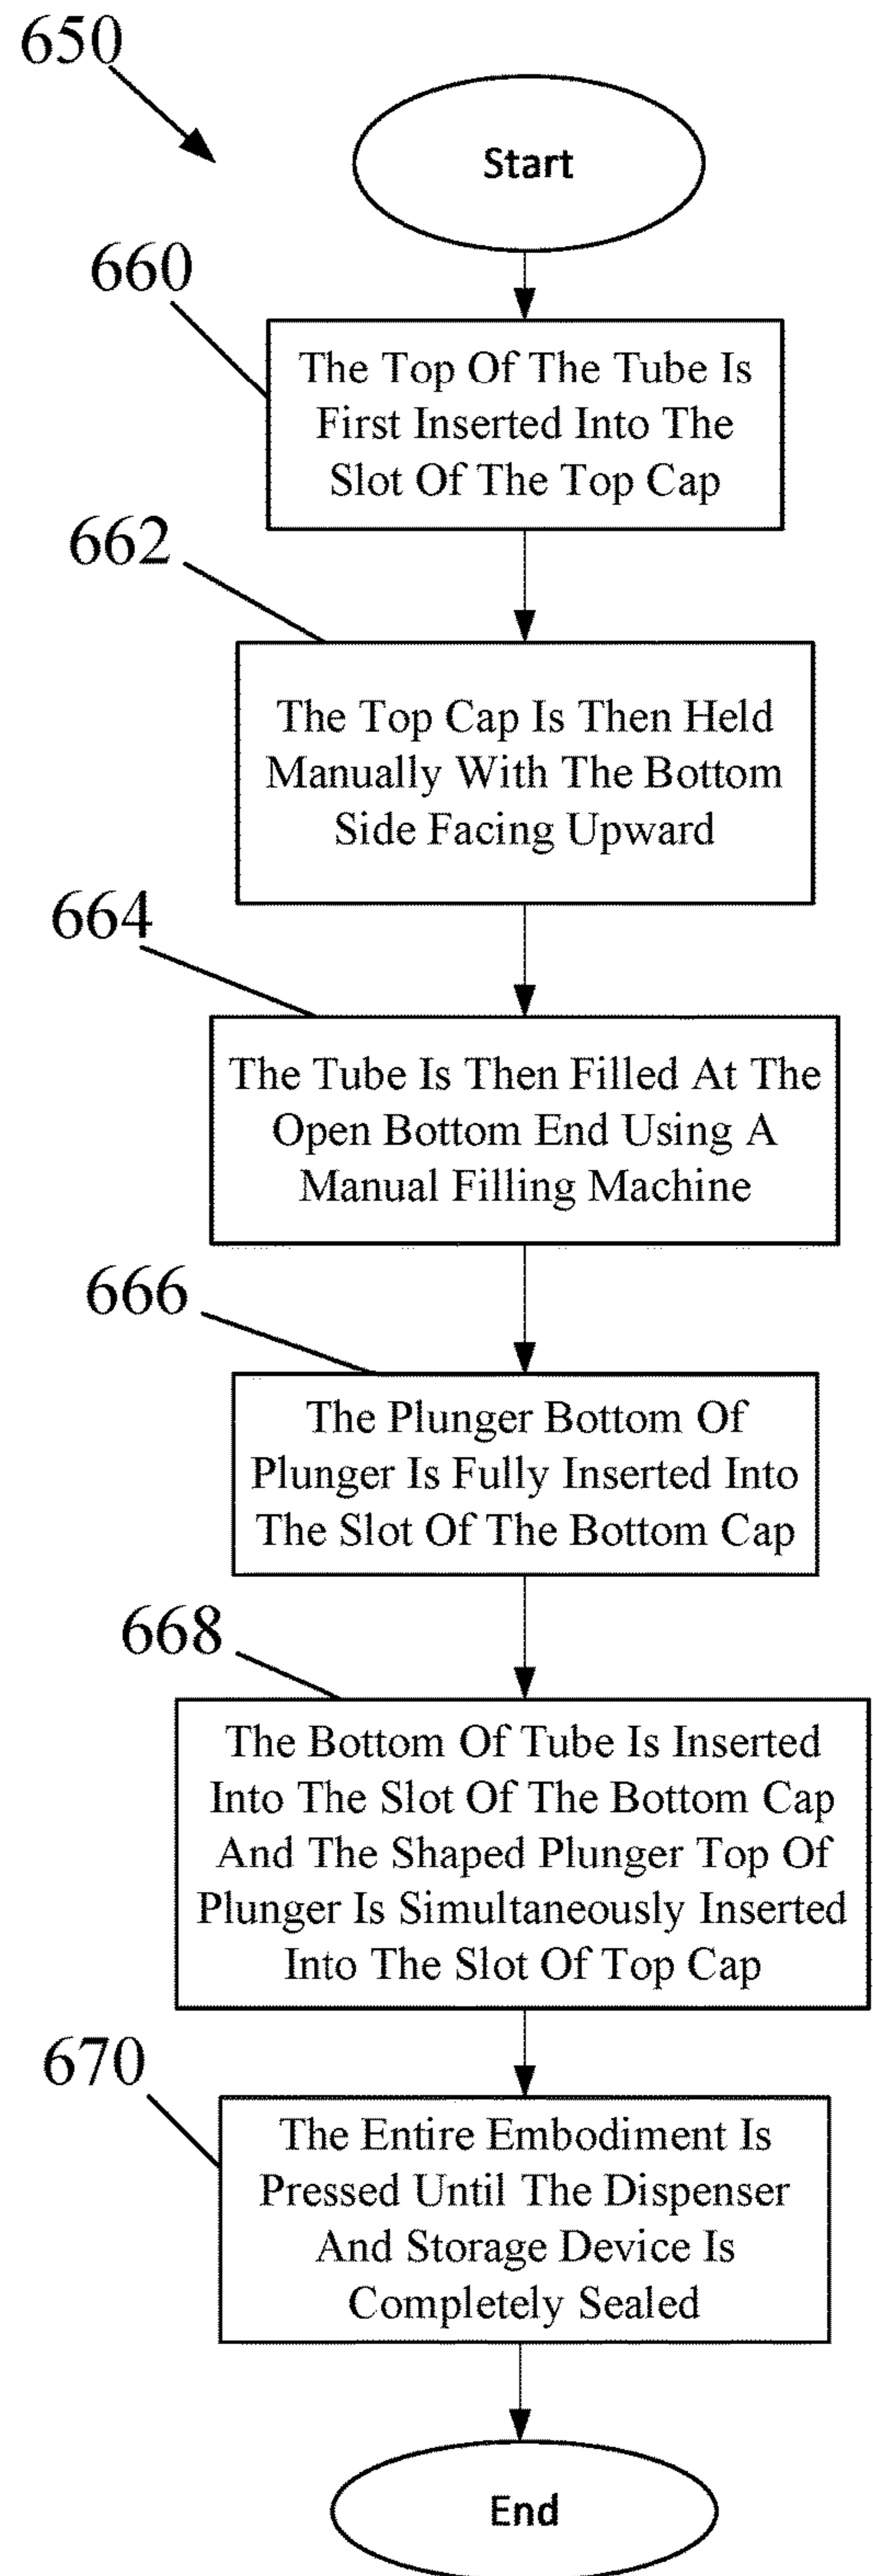 650
Start
660
The Top Of The Tube Is
First Inserted Into The
Slot Of The Top Cap
662
The Top Cap Is Then Held
Manually With The Bottom
Side Facing Upward
664
The Tube Is Then Filled At The
Open Bottom End Using A
Manual Filling Machine
666
The Plunger Bottom Of
Plunger Is Fully Inserted Into
The Slot Of The Bottom Cap
668
The Bottom Of Tube Is Inserted
Into The Slot Of The Bottom Cap
And The Shaped Plunger Top Of
Plunger Is Simultaneously Inserted
Into The Slot Of Top Cap
670
The Entire Embodiment Is
Pressed Until The Dispenser
And Storage Device Is
Completely Sealed
End